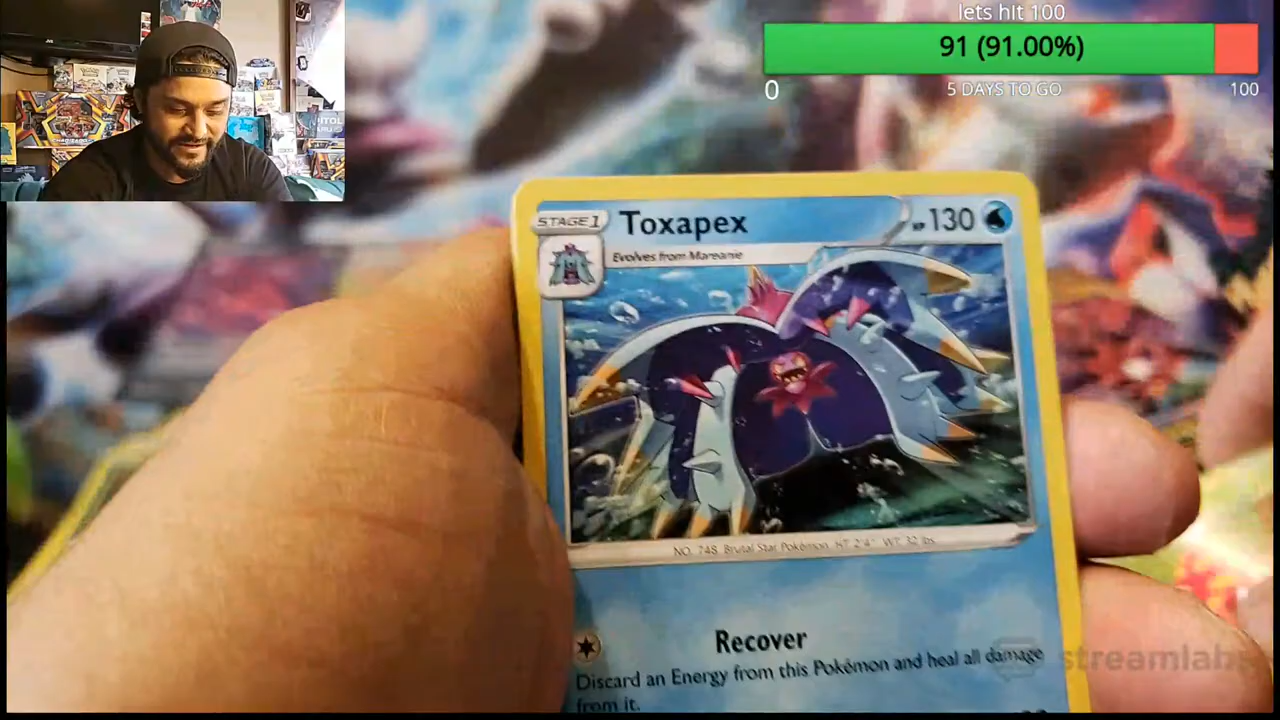 lets hit 100
91 (91.00%)
0
5 DAYS TO GO
100
STAGE 1
Toxapex
HP 130
Evolves from Mareanie
NO. 748 Brutal Star Pokémon HT: 2'4" WT: 32 lbs.
Recover
Discard an Energy from this Pokémon and heal all damage
from it.
streamlabs